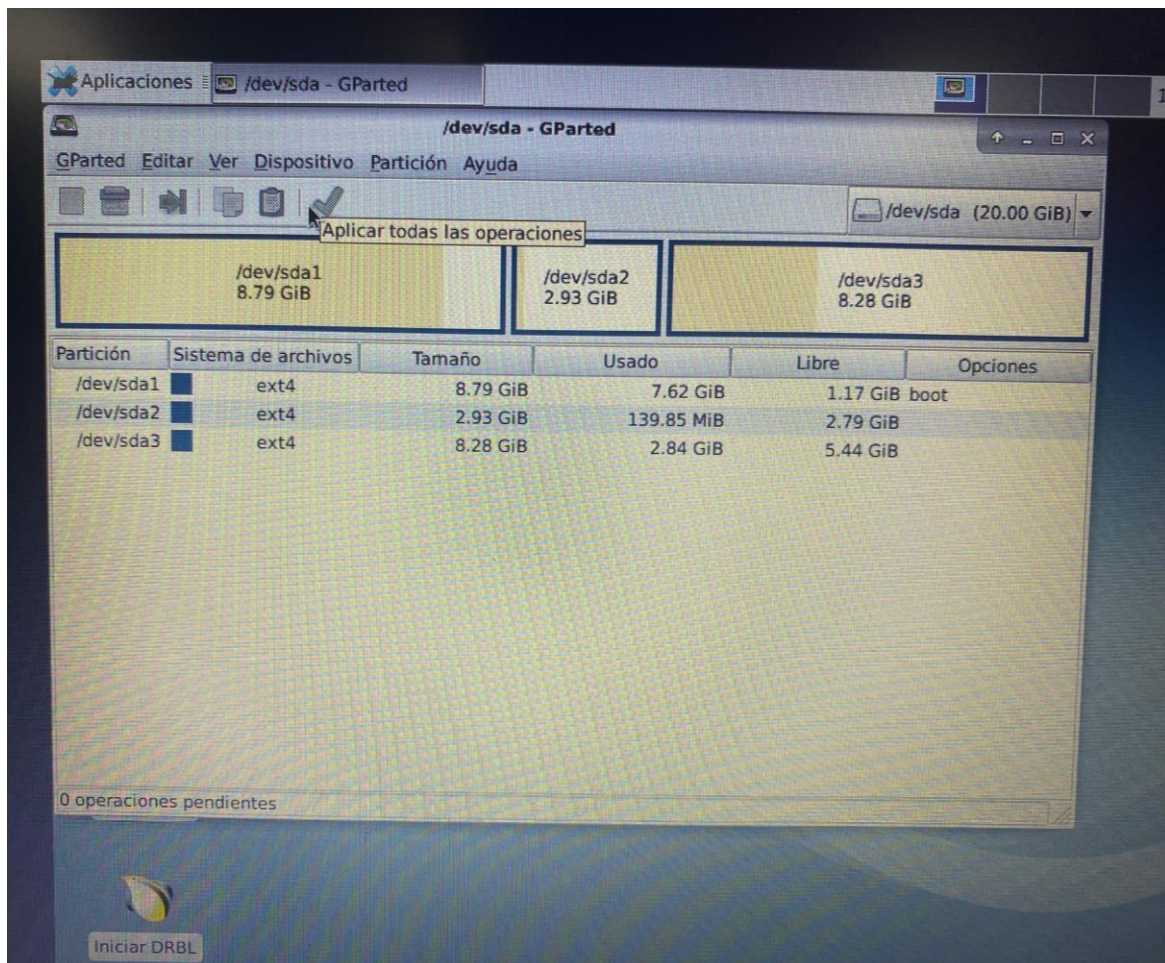 Aplicaciones /dev/sda - GParted
/dev/sda - GParted
GParted Editar Ver Dispositivo Partición Ayuda
/dev/sda (20.00 GiB)
Aplicar todas las operaciones
/dev/sda1
8.79 GiB
/dev/sda2
2.93 GiB
/dev/sda3
8.28 GiB
Partición Sistema de archivos Tamaño Usado Libre Opciones
/dev/sda1 ext4 8.79 GiB 7.62 GiB 1.17 GiB boot
/dev/sda2 ext4 2.93 GiB 139.85 MiB 2.79 GiB
/dev/sda3 ext4 8.28 GiB 2.84 GiB 5.44 GiB
0 operaciones pendientes
Iniciar DRBL